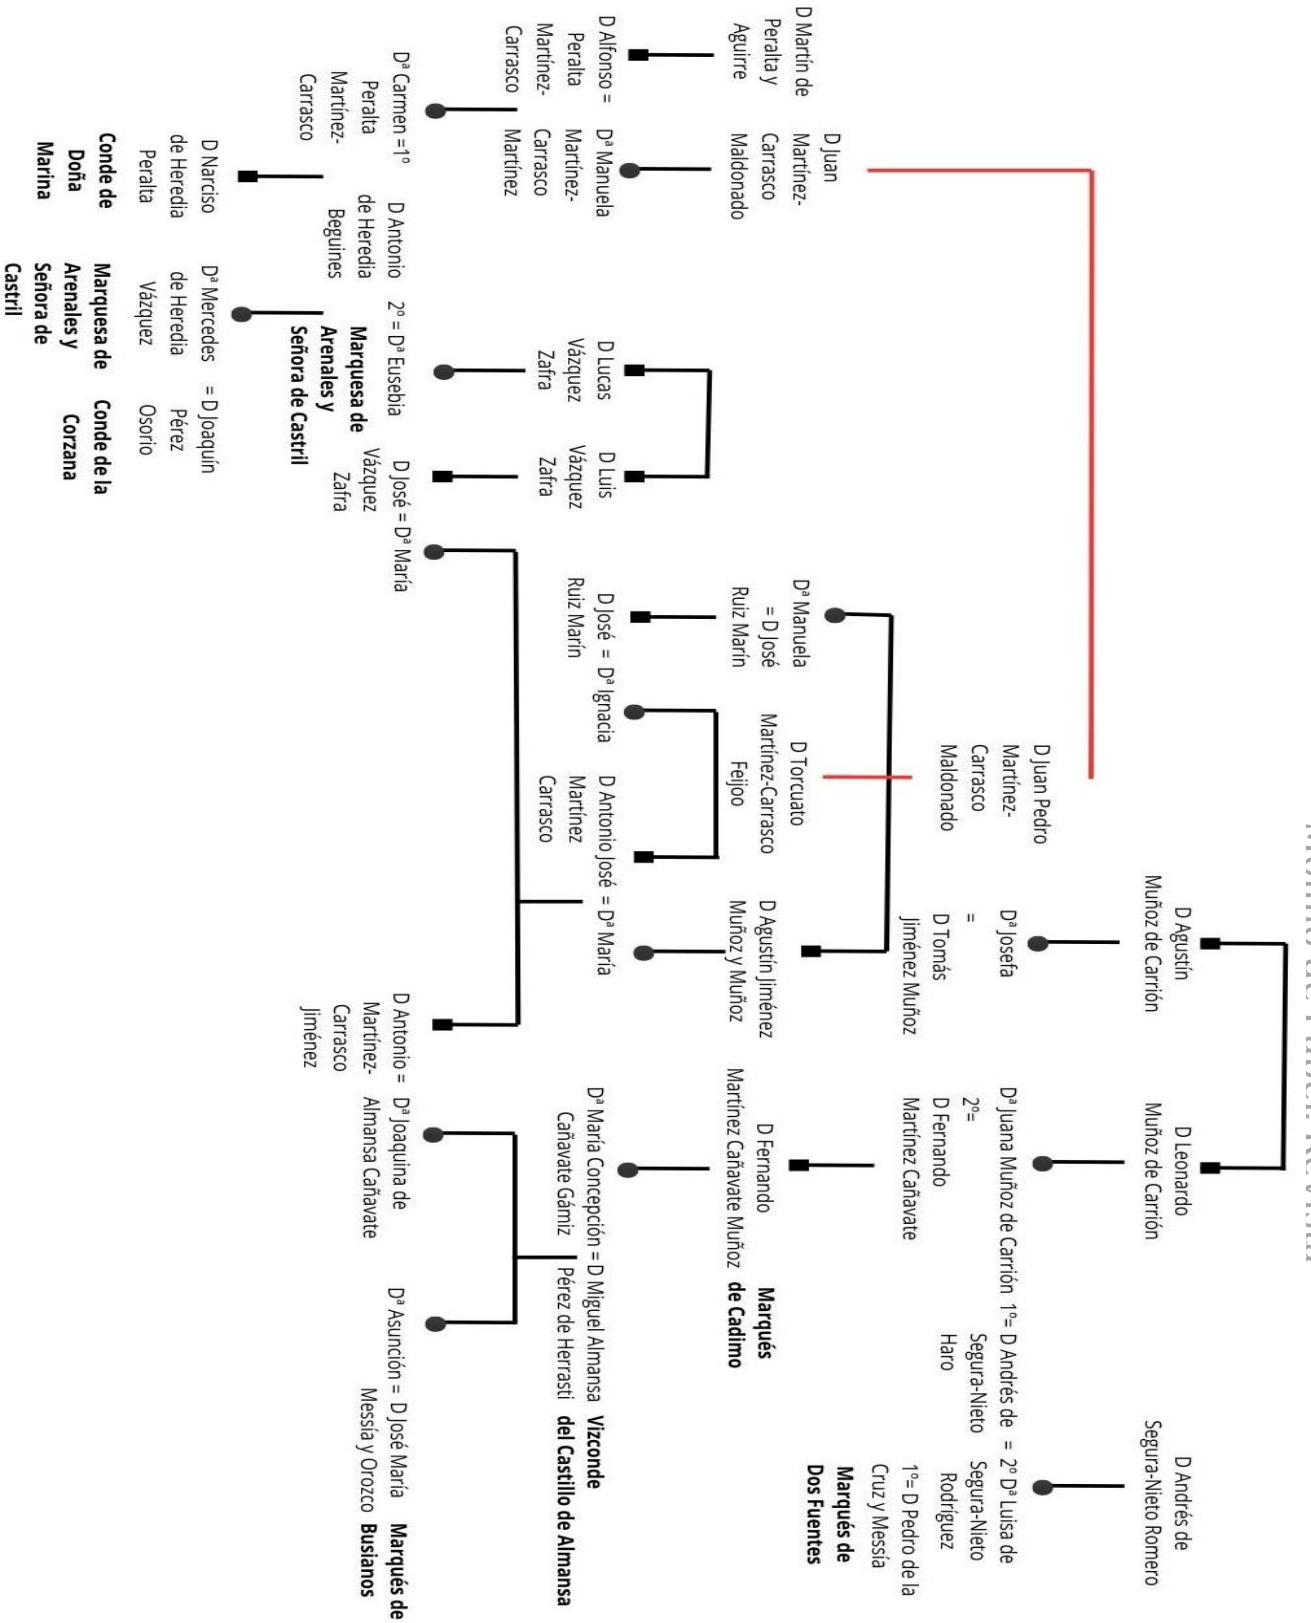 D Agustín
Muñoz de Carrión
D Leonardo
Muñoz de Carrión
D Andrés de
Segura-Nieto Romero
D Juan Pedro
Martínez-
Carrasco
Maldonado
Dª Josefa
=
D Tomás
Jiménez Muñoz
Dª Juana Muñoz de Carrión 1º= D Andrés de = 2º Dª Luisa de
2º=
D Fernando
Martínez Cañavate
Segura-Nieto
Haro
Segura-Nieto
Rodríguez
1º= D Pedro de la
Cruz y Messía
Marqués de
Dos Fuentes
D Martín de
Peralta y
Aguirre
D Juan
Martínez-
Carrasco
Maldonado
Dª Manuela
= D José
Ruiz Marín
D Torcuato
Martínez-Carrasco
Feijoo
D Agustín Jiménez
Muñoz y Muñoz
D Fernando
Martínez Cañavate Muñoz
Marqués
de Cadimo
D Alfonso =
Peralta
Martínez-
Carrasco
Dª Manuela
Martínez-
Carrasco
Martínez
D Lucas
Vázquez
Zafra
D Luis
Vázquez
Zafra
D José = Dª Ignacia
Ruiz Marín
D Antonio José = Dª María
Martínez
Carrasco
Dª María Concepción = D Miguel Almansa
Cañavate Gámiz
Pérez de Herrasti
Vizconde
del Castillo de Almansa
Dª Carmen =1º
Peralta
Martínez-
Carrasco
D Antonio
de Heredia
Beguines
2º = Dª Eusebia
Marquesa de
Arenales y
Señora de Castril
D José = Dª María
Vázquez
Zafra
D Antonio =
Martínez-
Carrasco
Jiménez
Dª Joaquina de
Almansa Cañavate
Dª Asunción = D José María
Messía y Orozco
Marqués de
Busianos
D Narciso
de Heredia
Peralta
Conde de
Doña
Marina
Dª Mercedes
de Heredia
Vázquez
Marquesa de
Arenales y
Señora de
Castril
= D Joaquín
Pérez
Osorio
Conde de la
Corzana